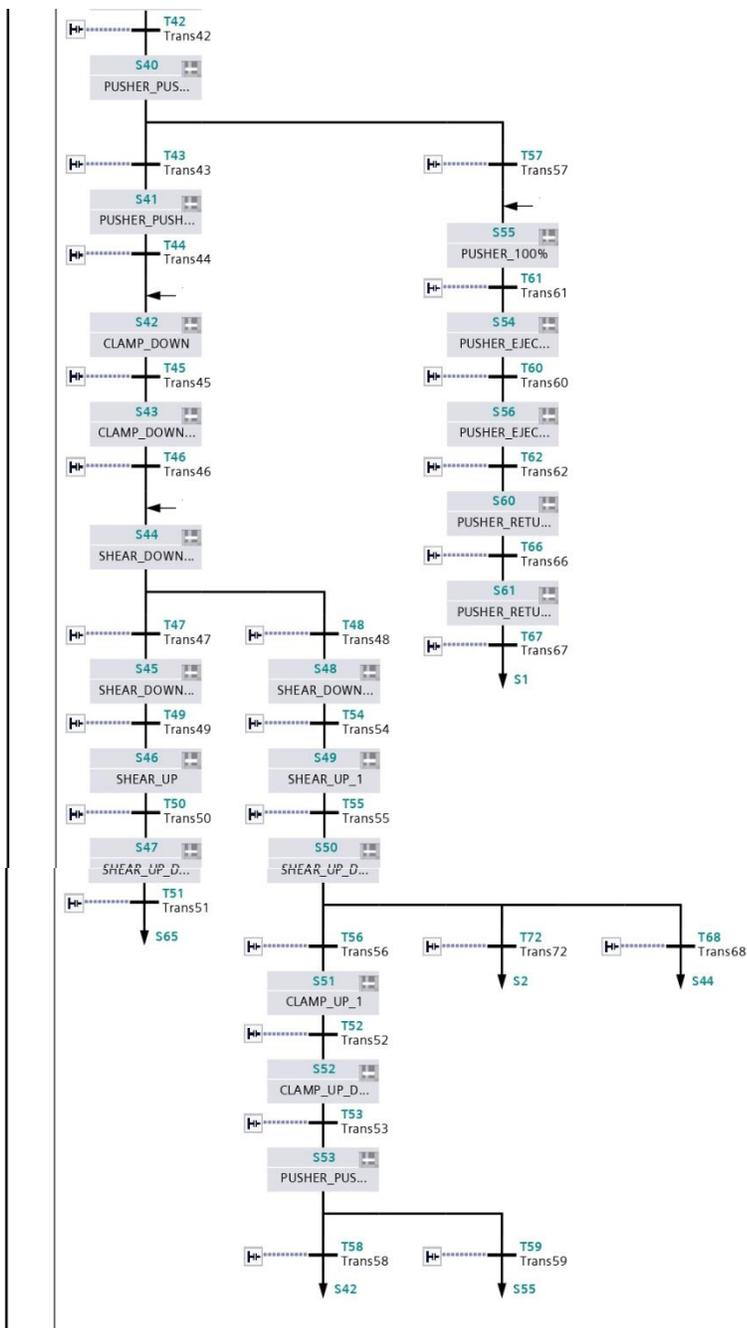 T42
Trans42
S40
PUSHER_PUS...
T43
Trans43
T57
Trans57
S41
PUSHER_PUSH...
S55
PUSHER_100%
T44
Trans44
T61
Trans61
S42
CLAMP_DOWN
S54
PUSHER_EJEC...
T45
Trans45
T60
Trans60
S43
CLAMP_DOWN...
S56
PUSHER_EJEC...
T46
Trans46
T62
Trans62
S60
PUSHER_RETU...
S44
SHEAR_DOWN...
T66
Trans66
S61
PUSHER_RETU...
T47
Trans47
T48
Trans48
T67
Trans67
S45
SHEAR_DOWN...
S48
SHEAR_DOWN...
S1
T49
Trans49
T54
Trans54
S46
SHEAR_UP
S49
SHEAR_UP_1
T50
Trans50
T55
Trans55
S47
SHEAR_UP_D...
S50
SHEAR_UP_D...
T51
Trans51
S65
T56
Trans56
T72
Trans72
T68
Trans68
S51
CLAMP_UP_1
S2
S44
T52
Trans52
S52
CLAMP_UP_D...
T53
Trans53
S53
PUSHER_PUS...
T58
Trans58
T59
Trans59
S42
S55